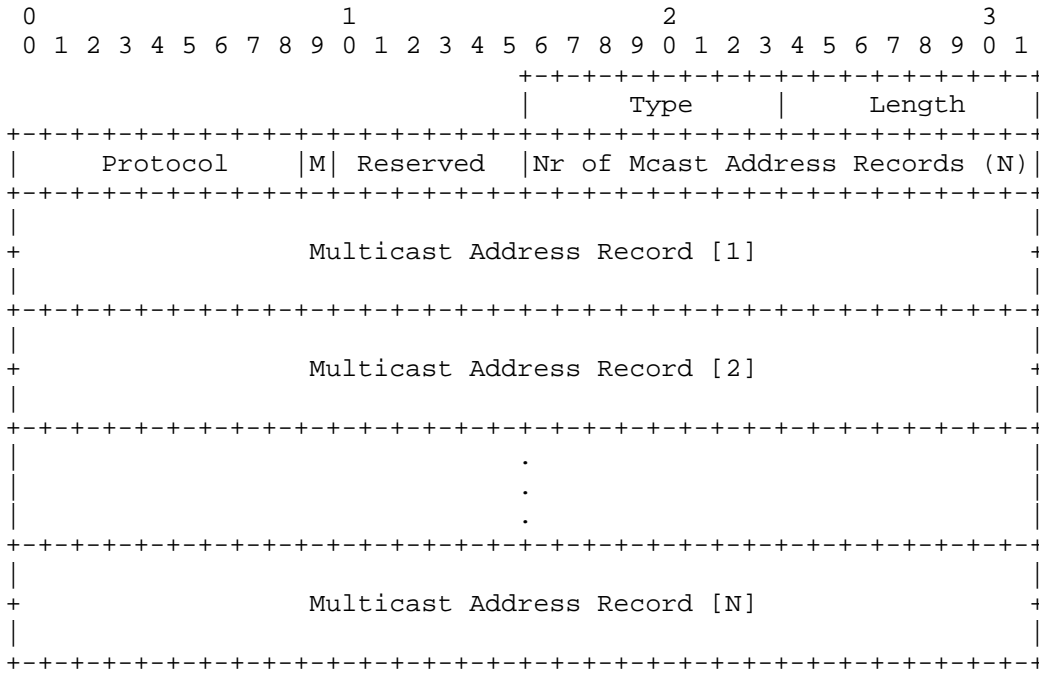 0                   1                   2                   3
 0 1 2 3 4 5 6 7 8 9 0 1 2 3 4 5 6 7 8 9 0 1 2 3 4 5 6 7 8 9 0 1
                                +-+-+-+-+-+-+-+-+-+-+-+-+-+-+-+-+
                                |      Type     |     Length    |
+-+-+-+-+-+-+-+-+-+-+-+-+-+-+-+-+-+-+-+-+-+-+-+-+-+-+-+-+-+-+-+-+
|     Protocol    |M| Reserved  |Nr of Mcast Address Records (N)|
+-+-+-+-+-+-+-+-+-+-+-+-+-+-+-+-+-+-+-+-+-+-+-+-+-+-+-+-+-+-+-+-+
|                                                               |
+                  Multicast Address Record [1]                 +
|                                                               |
+-+-+-+-+-+-+-+-+-+-+-+-+-+-+-+-+-+-+-+-+-+-+-+-+-+-+-+-+-+-+-+-+
|                                                               |
+                  Multicast Address Record [2]                 +
|                                                               |
+-+-+-+-+-+-+-+-+-+-+-+-+-+-+-+-+-+-+-+-+-+-+-+-+-+-+-+-+-+-+-+-+
|                               .                               |
|                               .                               |
|                               .                               |
+-+-+-+-+-+-+-+-+-+-+-+-+-+-+-+-+-+-+-+-+-+-+-+-+-+-+-+-+-+-+-+-+
|                                                               |
+                  Multicast Address Record [N]                 +
|                                                               |
+-+-+-+-+-+-+-+-+-+-+-+-+-+-+-+-+-+-+-+-+-+-+-+-+-+-+-+-+-+-+-+-+